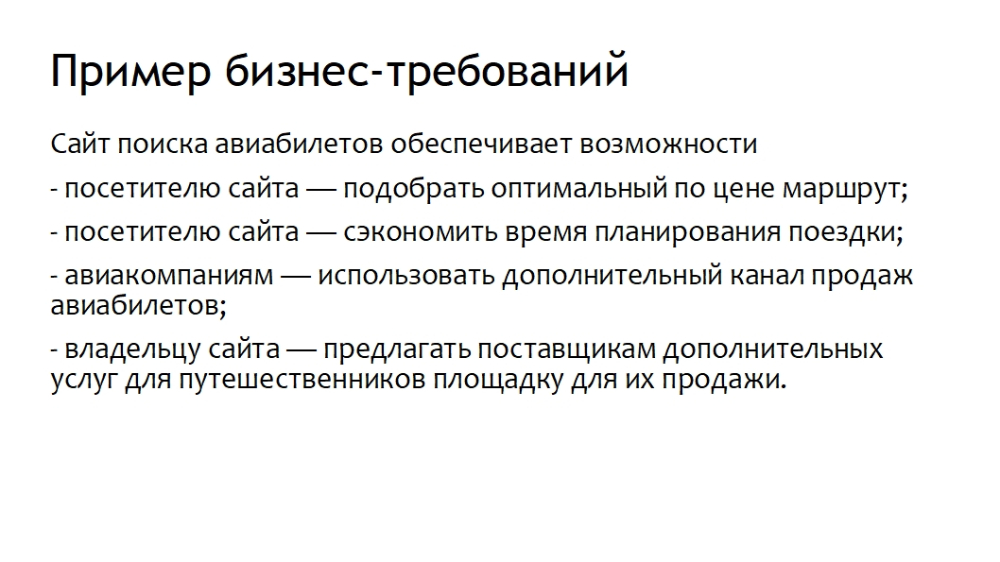 Пример бизнес-требований
Сайт поиска авиабилетов обеспечивает возможности
- посетителю сайта — подобрать оптимальный по цене маршрут;
- посетителю сайта — сэкономить время планирования поездки;
- авиакомпаниям — использовать дополнительный канал продаж
авиабилетов;
- владельцу сайта — предлагать поставщикам дополнительных
услуг для путешественников площадку для их продажи.